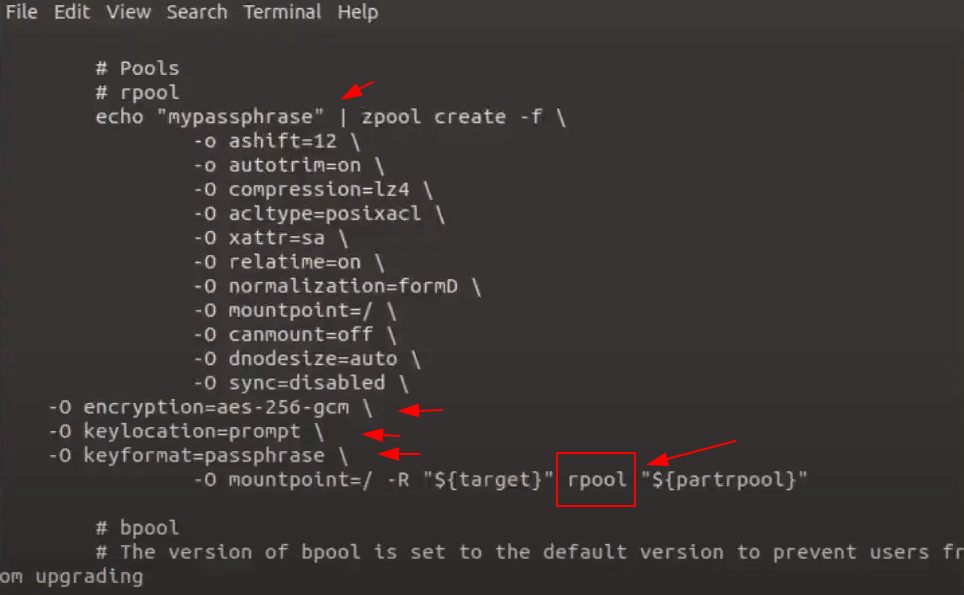 File Edit View Search Terminal Help
# Pools
# rpool
echo "mypassphrase" | zpool create -f \
-o ashift=12 \
-o autotrim=on \
-O compression=lz4 \
-O acltype=posixacl \
-O xattr=sa \
-O relatime=on \
-O normalization=formD \
-O mountpoint=/ \
-O canmount=off \
-O dnodesize=auto \
-O sync=disabled \
-O encryption=aes-256-gcm \
-O keylocation=prompt \
-O keyformat=passphrase \
-O mountpoint=/ -R "${target}" rpool "${partrpool}"
# bpool
# The version of bpool is set to the default version to prevent users fr
om upgrading